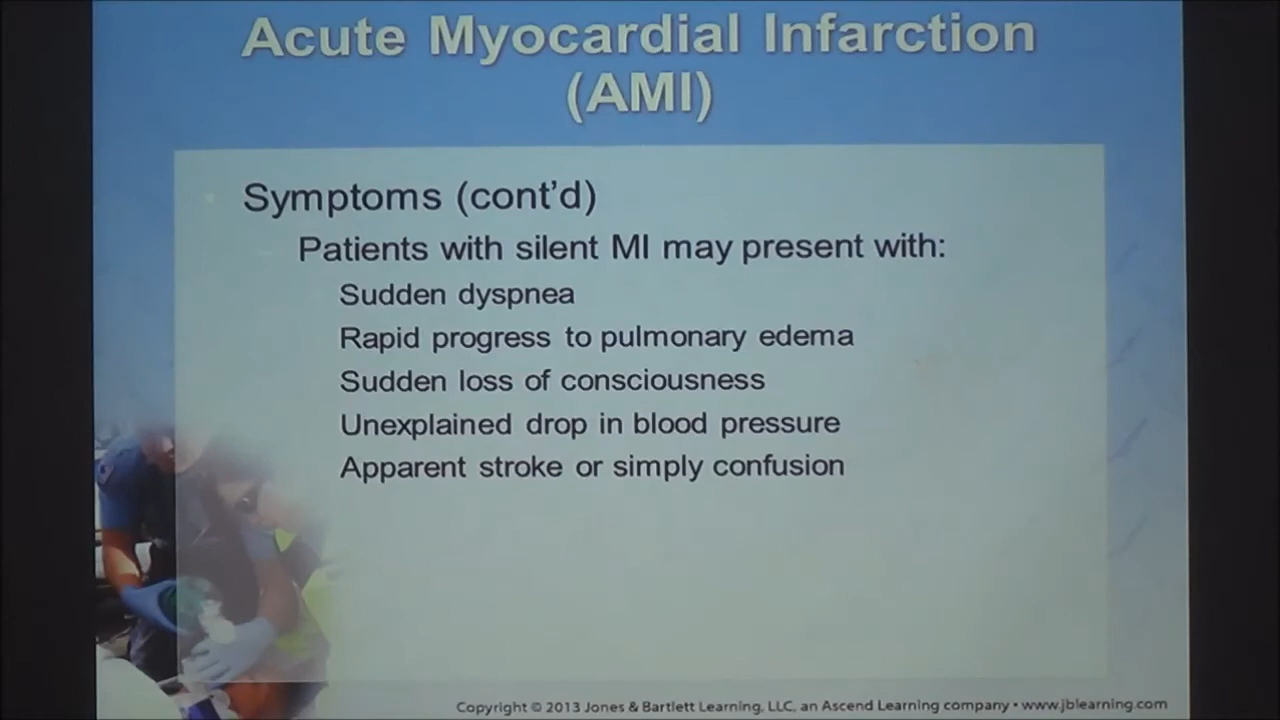 Acute Myocardial Infarction
(AMI)
Symptoms (cont’d)
Patients with silent MI may present with:
Sudden dyspnea
Rapid progress to pulmonary edema
Sudden loss of consciousness
Unexplained drop in blood pressure
Apparent stroke or simply confusion
Copyright © 2013 Jones & Bartlett Learning, LLC, an Ascend Learning company • www.jblearning.com